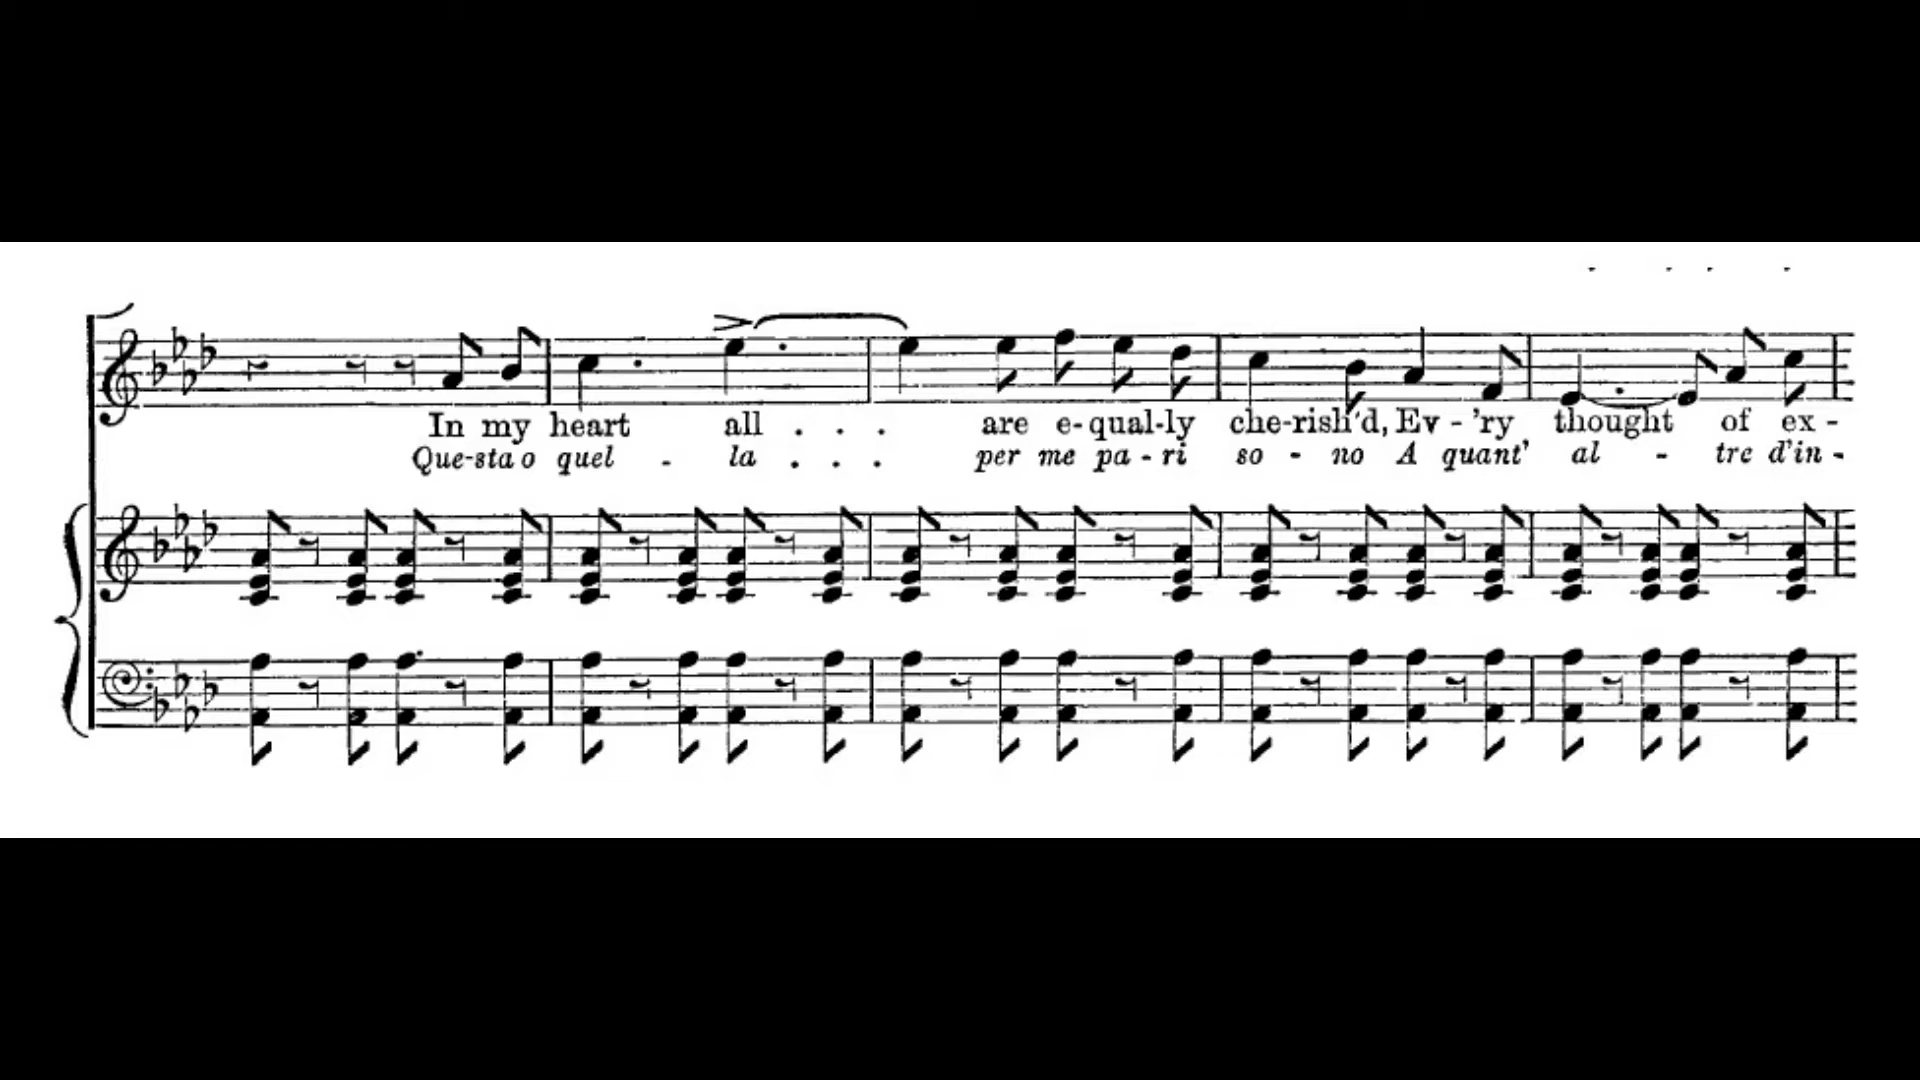 In my heart all . . . are e-qual-ly che-rish'd, Ev-'ry thought of ex-
Que-sta o quel - la . . . per me pa-ri so-no A quant' al - tre d'in-